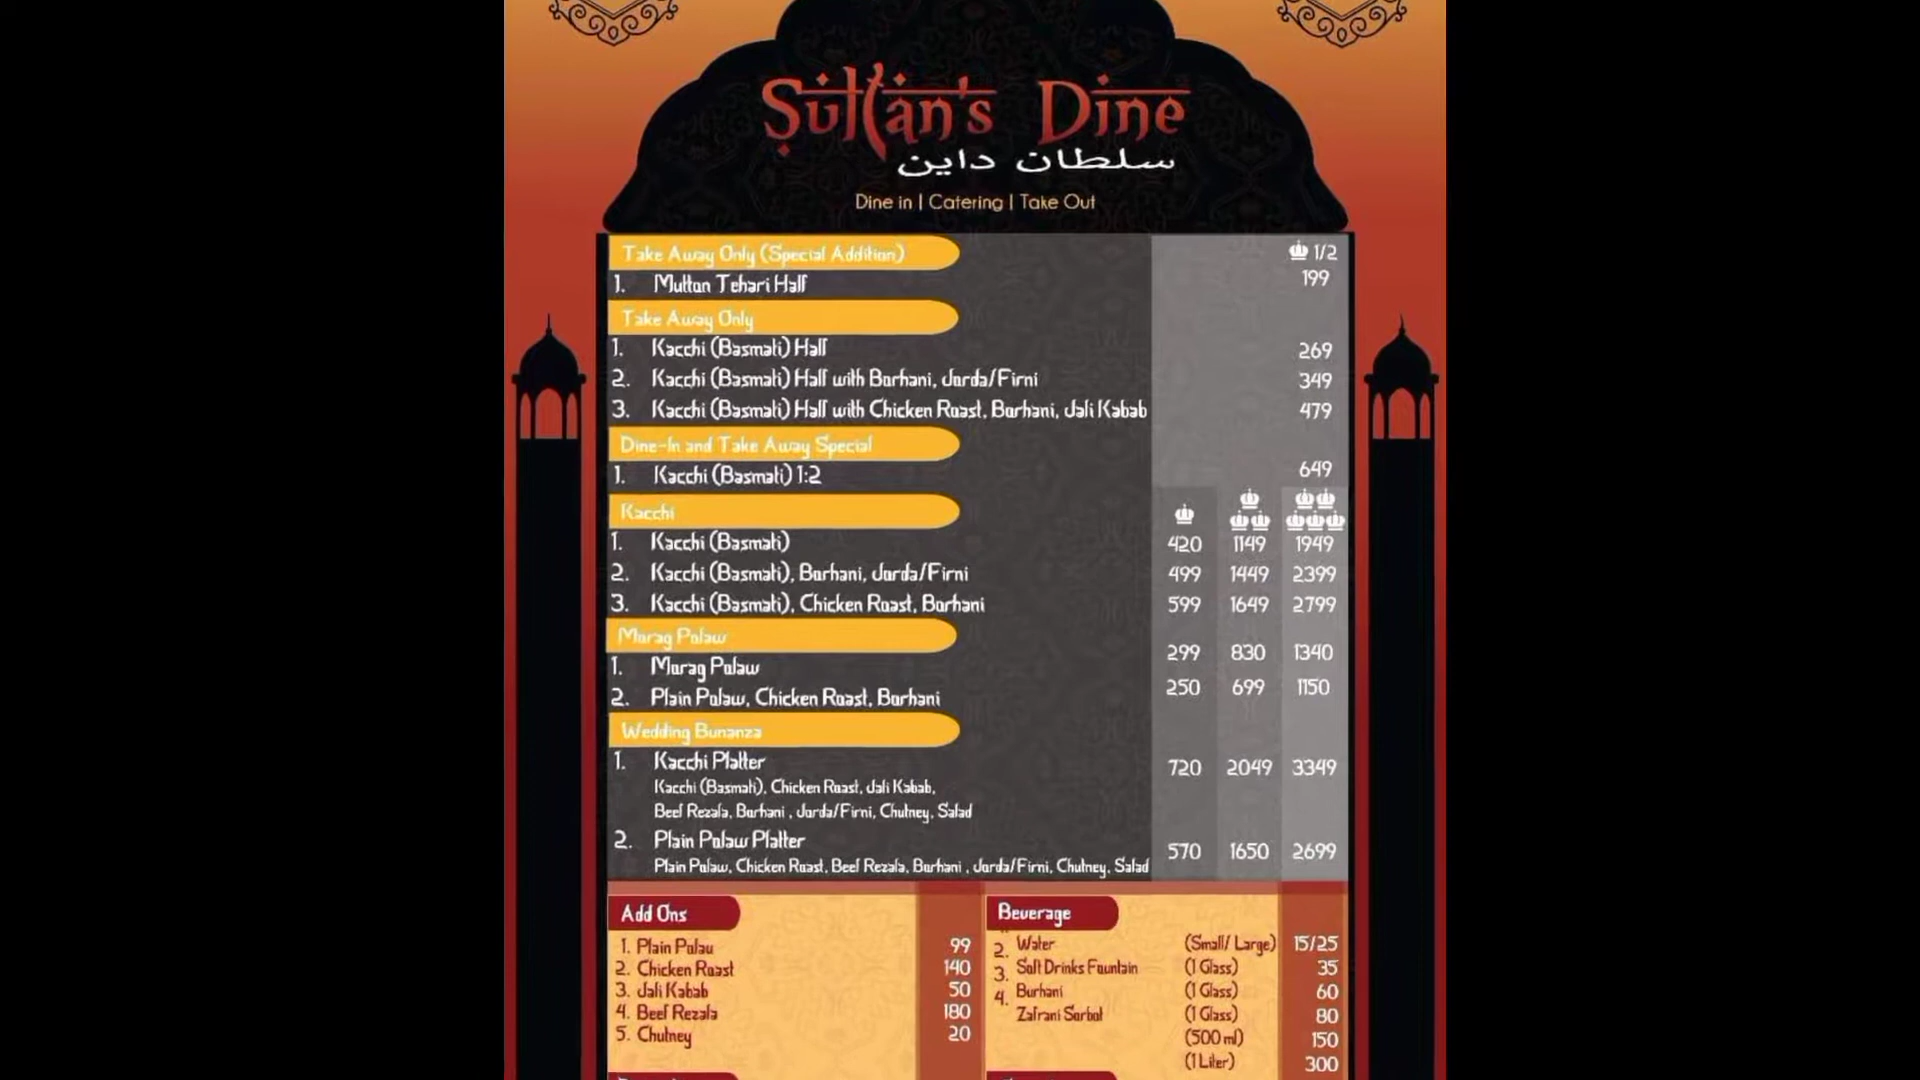 Sultan's Dine
سلطان داين
Dine in | Catering | Take Out
Take Away Only (Special Addition) 1/2
1. Mutton Tehari Half 199
Take Away Only
1. Kacchi (Basmati) Half 269
2. Kacchi (Basmati) Half with Borhani, Jorda/Firni 349
3. Kacchi (Basmati) Half with Chicken Roast, Borhani, Jali Kabab 479
Dine-In and Take Away Special
1. Kacchi (Basmati) 1:2 649
Kacchi
1. Kacchi (Basmati) 420 1149 1949
2. Kacchi (Basmati), Borhani, Jorda/Firni 499 1449 2399
3. Kacchi (Basmati), Chicken Roast, Borhani 599 1649 2799
Morag Polaw
1. Morag Polaw 299 830 1340
2. Plain Polaw, Chicken Roast, Borhani 250 699 1150
Wedding Bunanza
1. Kacchi Platter 720 2049 3349
Kacchi (Basmati), Chicken Roast, Jali Kabab,
Beef Rezala, Borhani , Jorda/Firni, Chutney, Salad
2. Plain Polaw Platter 570 1650 2699
Plain Polaw, Chicken Roast, Beef Rezala, Borhani , Jorda/Firni, Chutney, Salad
Add Ons
1. Plain Polau 99
2. Chicken Roast 140
3. Jali Kabab 50
4. Beef Rezala 180
5. Chutney 20
Beverage
2. Water (Small/ Large) 15/25
3. Soft Drinks Fountain (1 Glass) 35
4. Burhani (1 Glass) 60
Zafrani Sorbot (1 Glass) 80
(500 ml) 150
(1 Liter) 300